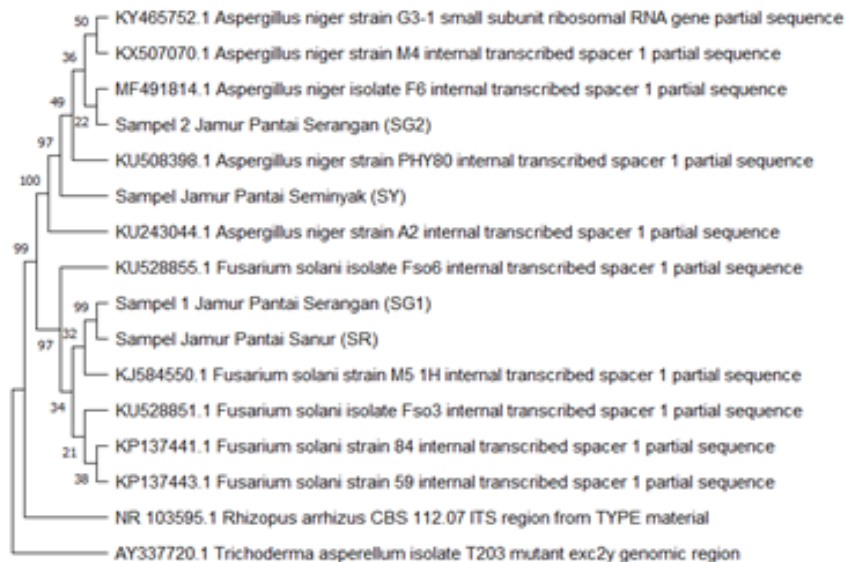 50
KY465752.1 Aspergillus niger strain G3-1 small subunit ribosomal RNA gene partial sequence
36
KX507070.1 Aspergillus niger strain M4 internal transcribed spacer 1 partial sequence
MF491814.1 Aspergillus niger isolate F6 internal transcribed spacer 1 partial sequence
49
22
Sampel 2 Jamur Pantai Serangan (SG2)
97
KU508398.1 Aspergillus niger strain PHY80 internal transcribed spacer 1 partial sequence
100
Sampel Jamur Pantai Seminyak (SY)
KU243044.1 Aspergillus niger strain A2 internal transcribed spacer 1 partial sequence
99
KU528855.1 Fusarium solani isolate Fso6 internal transcribed spacer 1 partial sequence
99
Sampel 1 Jamur Pantai Serangan (SG1)
32
97
Sampel Jamur Pantai Sanur (SR)
KJ584550.1 Fusarium solani strain M5 1H internal transcribed spacer 1 partial sequence
34
KU528851.1 Fusarium solani isolate Fso3 internal transcribed spacer 1 partial sequence
21
KP137441.1 Fusarium solani strain 84 internal transcribed spacer 1 partial sequence
38
KP137443.1 Fusarium solani strain 59 internal transcribed spacer 1 partial sequence
NR 103595.1 Rhizopus arrhizus CBS 112.07 ITS region from TYPE material
AY337720.1 Trichoderma asperellum isolate T203 mutant exc2y genomic region